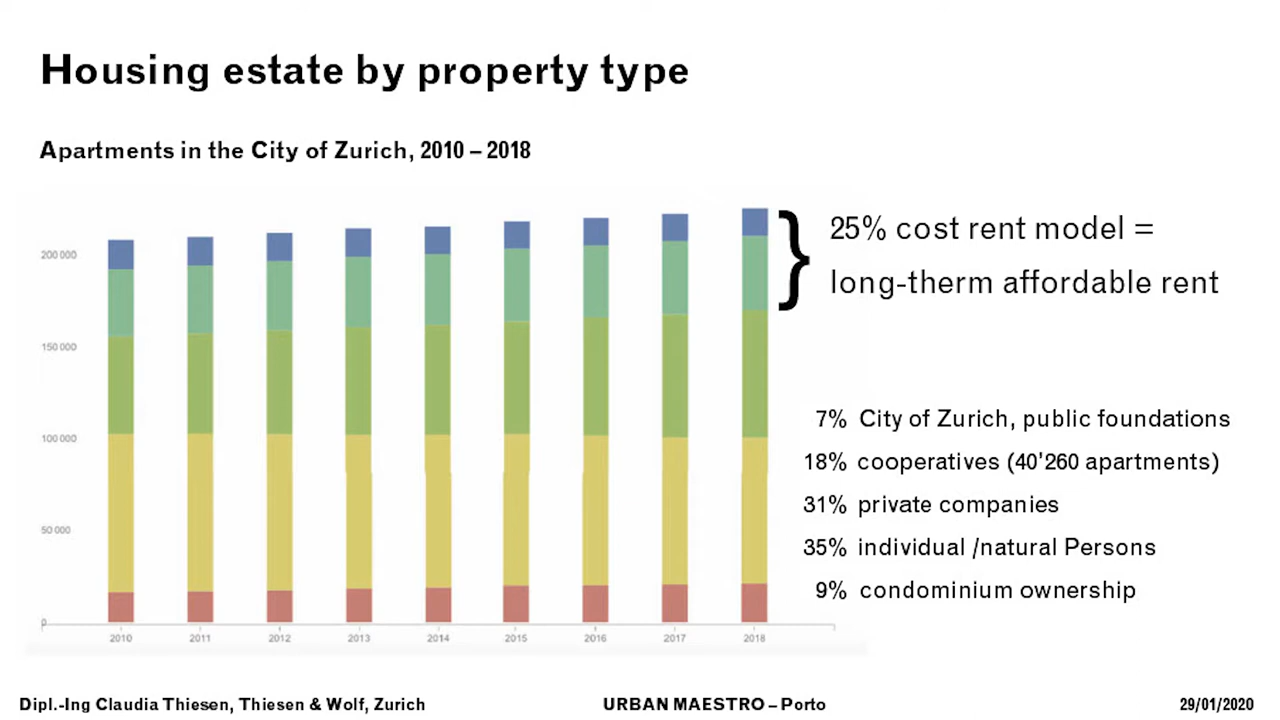 Housing estate by property type
Apartments in the City of Zurich, 2010 – 2018
25% cost rent model =
long-therm affordable rent
200 000
150 000
100 000
50 000
0
2010 2011 2012 2013 2014 2015 2016 2017 2018
7% City of Zurich, public foundations
18% cooperatives (40'260 apartments)
31% private companies
35% individual /natural Persons
9% condominium ownership
Dipl.-Ing Claudia Thiesen, Thiesen & Wolf, Zurich
URBAN MAESTRO – Porto
29/01/2020